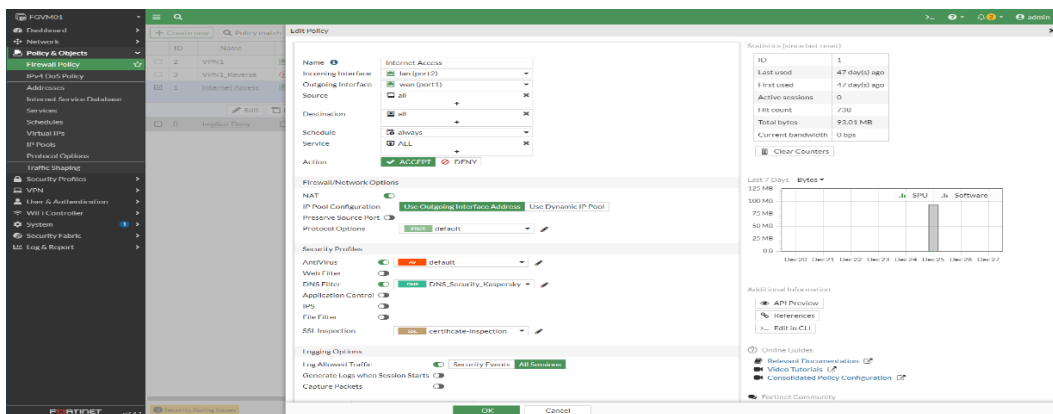 FGVM01
admin
Dashboard
Network
Policy & Objects
Firewall Policy
IPv4 DoS Policy
Addresses
Internet Service Database
Services
Schedules
Virtual IPs
IP Pools
Protocol Options
Traffic Shaping
Security Profiles
VPN
User & Authentication
WiFi Controller
System
1
Security Fabric
Log & Report
FORTINET
+ Create new
Policy match
ID
Name
2
VPN1
3
VPN1_Reverse
1
Internet Access
Edit
0
Implicit Deny
Security Rating Issues
Edit Policy
Name
Internet Access
Incoming Interface
lan (port2)
Outgoing Interface
wan (port1)
Source
all
+
Destination
all
+
Schedule
always
Service
ALL
+
Action
ACCEPT
DENY
Firewall/Network Options
NAT
IP Pool Configuration
Use Outgoing Interface Address
Use Dynamic IP Pool
Preserve Source Port
Protocol Options
PROT
default
Security Profiles
AntiVirus
AV
default
Web Filter
DNS Filter
DNS
DNS_Security_Kaspersky
Application Control
IPS
File Filter
SSL Inspection
SSL
certificate-inspection
Logging Options
Log Allowed Traffic
Security Events
All Sessions
Generate Logs when Session Starts
Capture Packets
OK
Cancel
Statistics (since last reset)
ID
1
Last used
47 day(s) ago
First used
47 day(s) ago
Active sessions
0
Hit count
738
Total bytes
93.01 MB
Current bandwidth
0 bps
Clear Counters
Last 7 Days
Bytes
SPU
Software
125 MB
100 MB
75 MB
50 MB
25 MB
0 B
Dec 20
Dec 21
Dec 22
Dec 23
Dec 24
Dec 25
Dec 26
Dec 27
Additional Information
API Preview
References
>_ Edit in CLI
Online Guides
Relevant Documentation
Video Tutorials
Consolidated Policy Configuration
Fortinet Community